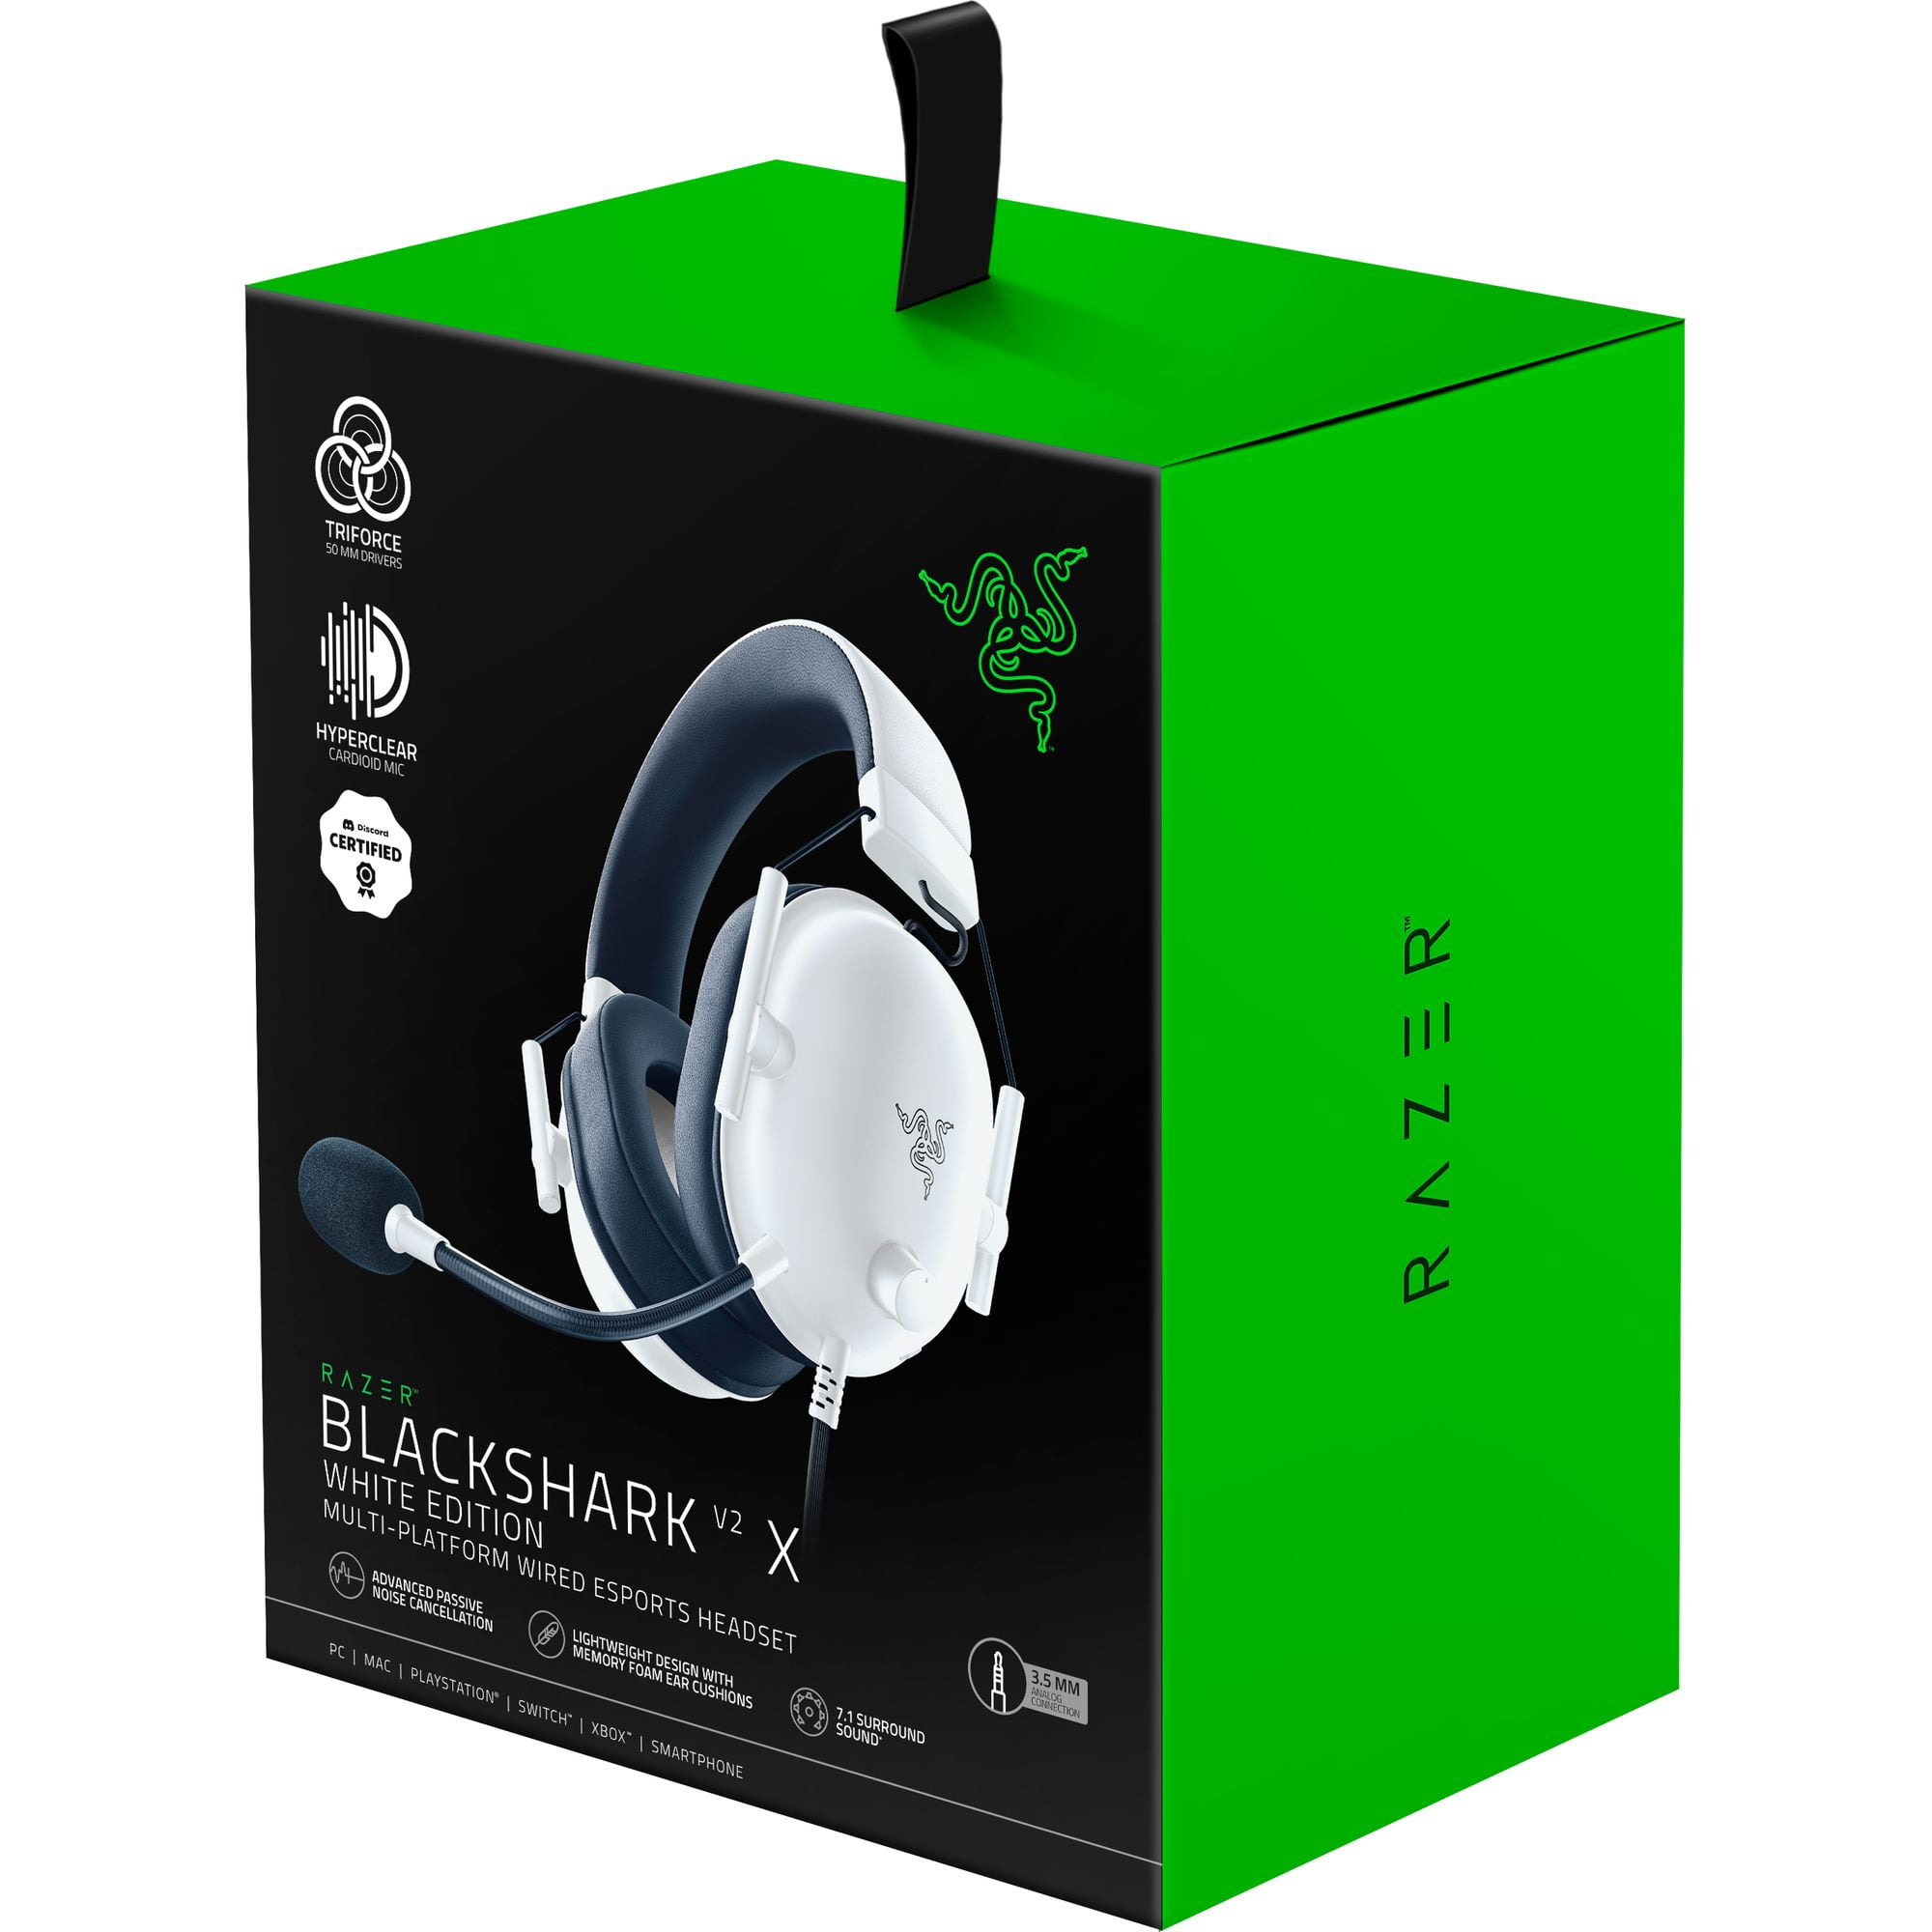 TRIFORCE
50 MM DRIVERS
HYPERCLEAR
CARDIOID MIC
Discord
CERTIFIED
RAZER™
BLACKSHARK V2 X
WHITE EDITION
MULTI-PLATFORM WIRED ESPORTS HEADSET
ADVANCED PASSIVE
NOISE CANCELLATION
LIGHTWEIGHT DESIGN WITH
MEMORY FOAM EAR CUSHIONS
7.1 SURROUND
SOUND*
3.5 MM
ANALOG
CONNECTION
PC | MAC | PLAYSTATION® | SWITCH™ | XBOX™ | SMARTPHONE
RAZER™